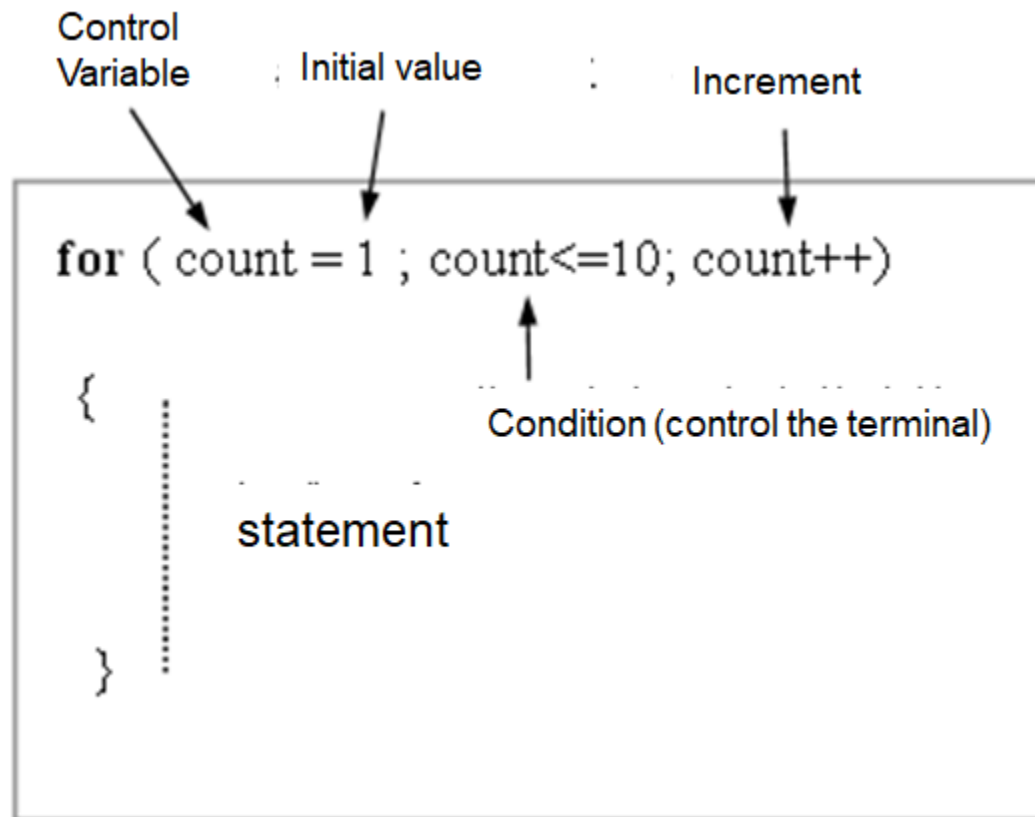 Control
Variable
Initial value
Increment
for ( count = 1 ; count<=10; count++)
{
Condition (control the terminal)
statement
}